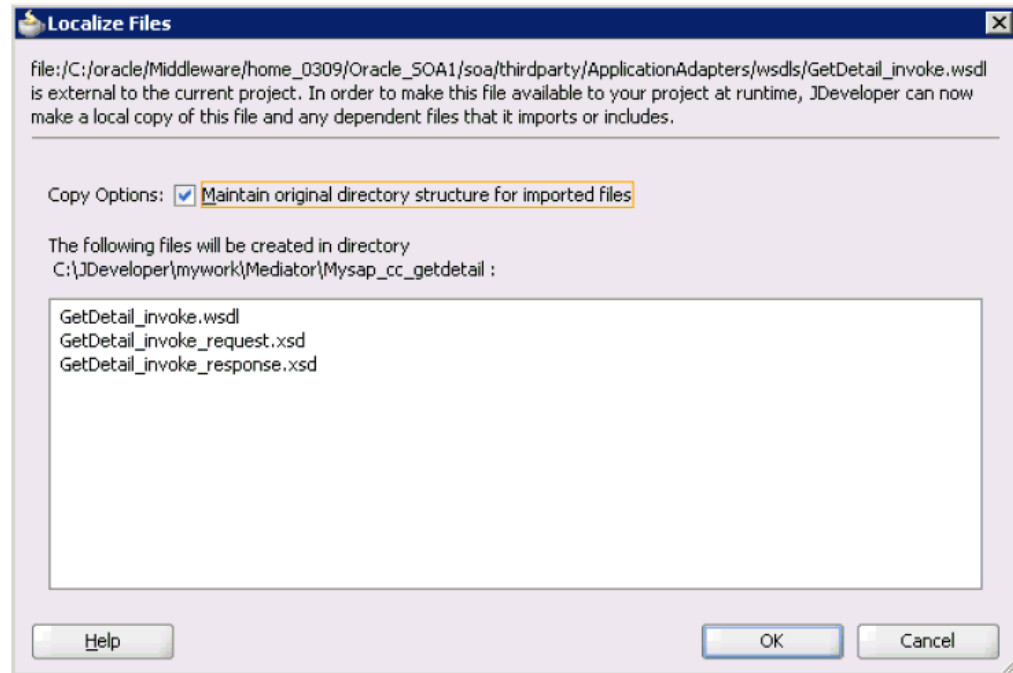 Localize Files
file:/C:/oracle/Middleware/home_0309/Oracle_SOA1/soa/thirdparty/ApplicationAdapters/wsdls/GetDetail_invoke.wsdl
is external to the current project. In order to make this file available to your project at runtime, JDeveloper can now
make a local copy of this file and any dependent files that it imports or includes.
Copy Options: Maintain original directory structure for imported files
The following files will be created in directory
C:\JDeveloper\mywork\Mediator\Mysap_cc_getdetail :
GetDetail_invoke.wsdl
GetDetail_invoke_request.xsd
GetDetail_invoke_response.xsd
Help OK Cancel